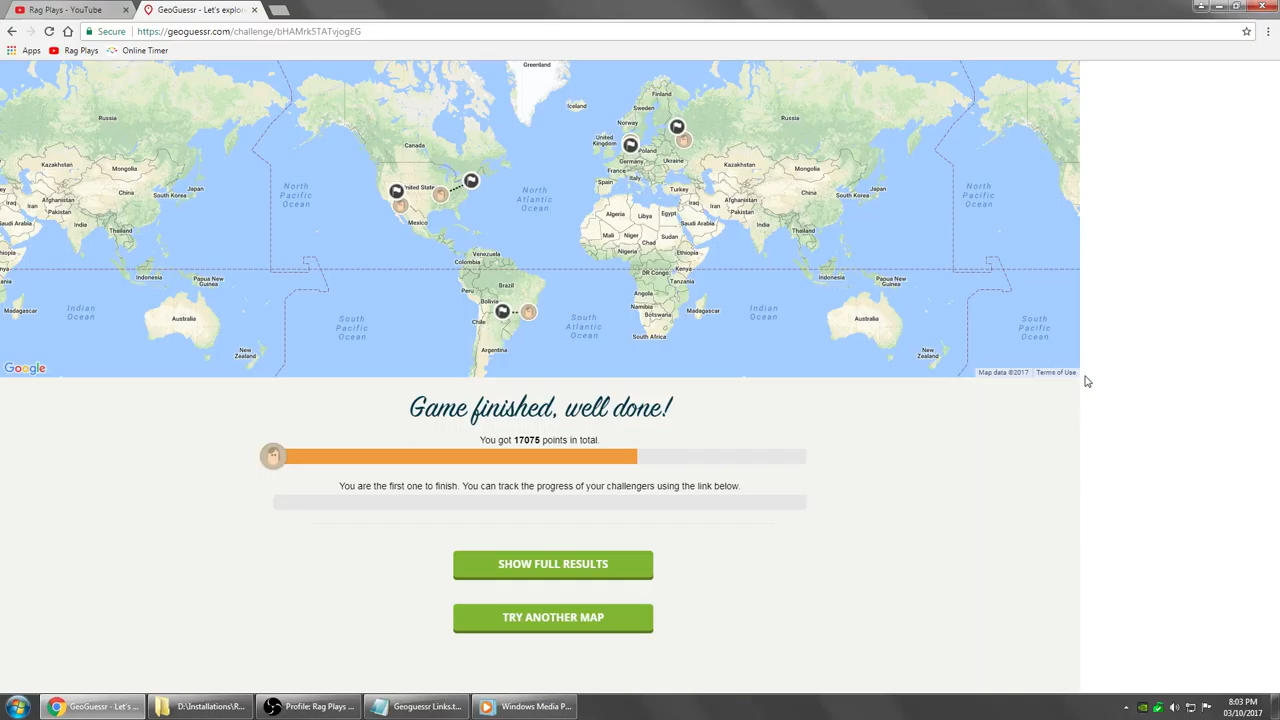 Rag Plays - YouTube
GeoGuessr - Let's explor
Secure
https://geoguessr.com/challenge/bHAMrk5TATvjogEG
Apps
Rag Plays
Online Timer
Greenland
Iceland
Finland
Sweden
Norway
Russia
Russia
Canada
United Kingdom
Poland
Germany
Ukraine
France
Italy
Spain
Turkey
Kazakhstan
Mongolia
China
South Korea
Japan
Afghanistan
Pakistan
India
Thailand
North Pacific Ocean
United States
Mexico
North Atlantic Ocean
Algeria
Libya
Egypt
Saudi Arabia
Mali
Niger
Sudan
Chad
Nigeria
Ethiopia
Kazakhstan
Mongolia
China
South Korea
Japan
Afghanistan
Pakistan
India
Thailand
North Pacific Ocean
Venezuela
Colombia
Peru
Brazil
Bolivia
Chile
Argentina
DR Congo
Kenya
Tanzania
Angola
Namibia
Botswana
Madagascar
South Africa
Indonesia
Papua New Guinea
Indian Ocean
Australia
South Pacific Ocean
South Atlantic Ocean
New Zealand
Madagascar
Indonesia
Papua New Guinea
Indian Ocean
Australia
South Pacific Ocean
New Zealand
Google
Map data ©2017
Terms of Use
Game finished, well done!
You got 17075 points in total.
You are the first one to finish. You can track the progress of your challengers using the link below.
SHOW FULL RESULTS
TRY ANOTHER MAP
GeoGuessr - Let's ...
D:\Installations\R...
Profile: Rag Plays ...
Geoguessr Links.t...
Windows Media P...
8:03 PM
03/10/2017